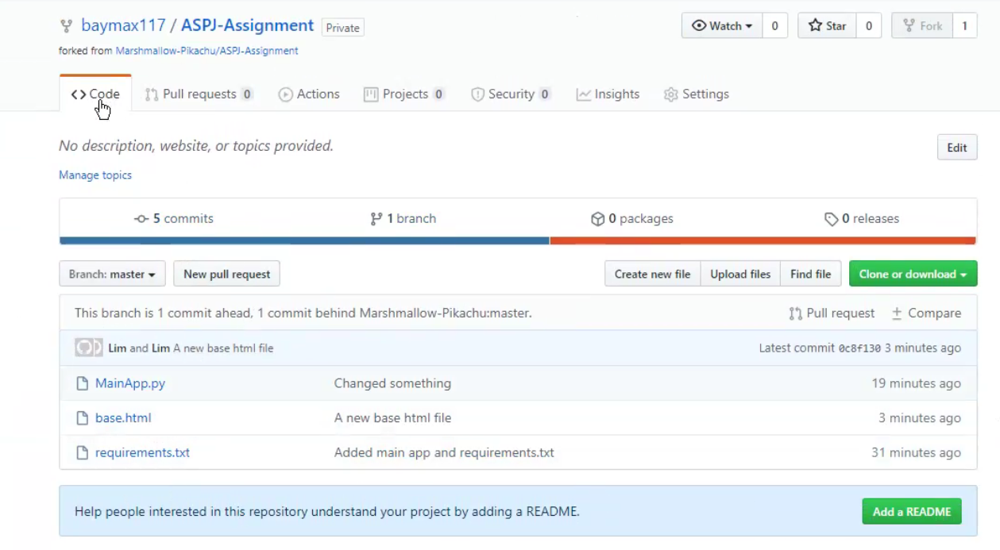 baymax117 / ASPJ-Assignment Private Watch 0 Star 0 Fork 1
forked from Marshmallow-Pikachu/ASPJ-Assignment
Code Pull requests 0 Actions Projects 0 Security 0 Insights Settings
No description, website, or topics provided. Edit
Manage topics
5 commits 1 branch 0 packages 0 releases
Branch: master New pull request Create new file Upload files Find file Clone or download
This branch is 1 commit ahead, 1 commit behind Marshmallow-Pikachu:master. Pull request Compare
Lim and Lim A new base html file Latest commit 0c8f130 3 minutes ago
MainApp.py Changed something 19 minutes ago
base.html A new base html file 3 minutes ago
requirements.txt Added main app and requirements.txt 31 minutes ago
Help people interested in this repository understand your project by adding a README. Add a README